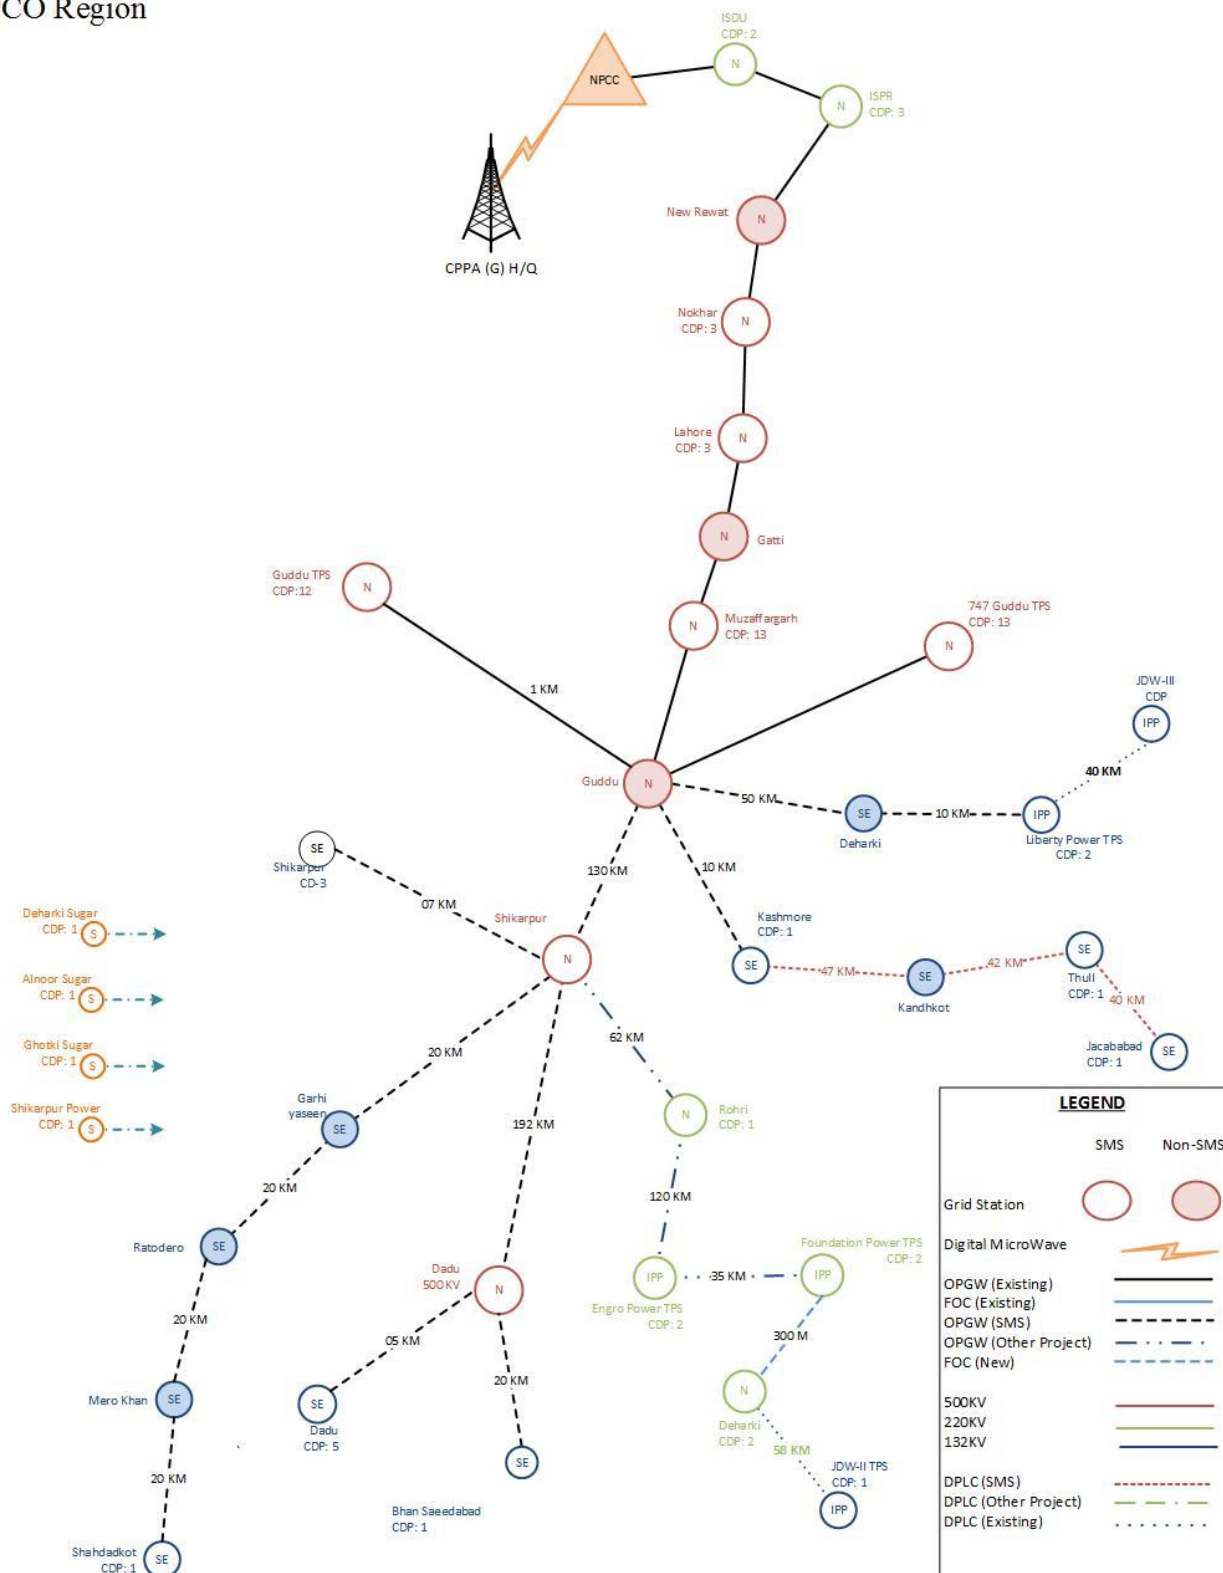 CO Region
ISDU
CDP: 2
N
NPCC
N
ISPR
CDP: 3
New Rewat
N
CPPA (G) H/Q
Nokhar
CDP: 3
N
Lahore
CDP: 3
N
N
Gatti
Guddu TPS
CDP:12
N
N
Muzaffargarh
CDP: 13
747 Guddu TPS
CDP: 13
N
1 KM
JDW-III
CDP
IPP
40 KM
Guddu
N
50 KM
SE
Deharki
10 KM
IPP
Liberty Power TPS
CDP: 2
SE
Shikarpur
CD-3
130 KM
10 KM
07 KM
Shikarpur
N
Kashmore
CDP: 1
SE
47 KM
SE
Kandhkot
42 KM
SE
Thull
CDP: 1
40 KM
Jacababad
CDP: 1
SE
Deharki Sugar
CDP: 1
S
Alnoor Sugar
CDP: 1
S
Ghotki Sugar
CDP: 1
S
Shikarpur Power
CDP: 1
S
20 KM
62 KM
Garhi
yaseen
SE
192 KM
N
Rohri
CDP: 1
20 KM
120 KM
Ratodero
SE
Dadu
500 KV
N
IPP
Engro Power TPS
CDP: 2
35 KM
Foundation Power TPS
CDP: 2
IPP
20 KM
05 KM
300 M
20 KM
Mero Khan
SE
SE
Dadu
CDP: 5
N
Deharki
CDP: 2
58 KM
SE
JDW-II TPS
CDP: 1
IPP
20 KM
Bhan Saeedabad
CDP: 1
Shahdadkot
CDP: 1
SE
LEGEND
SMS Non-SMS
Grid Station
Digital MicroWave
OPGW (Existing)
FOC (Existing)
OPGW (SMS)
OPGW (Other Project)
FOC (New)
500KV
220KV
132KV
DPLC (SMS)
DPLC (Other Project)
DPLC (Existing)